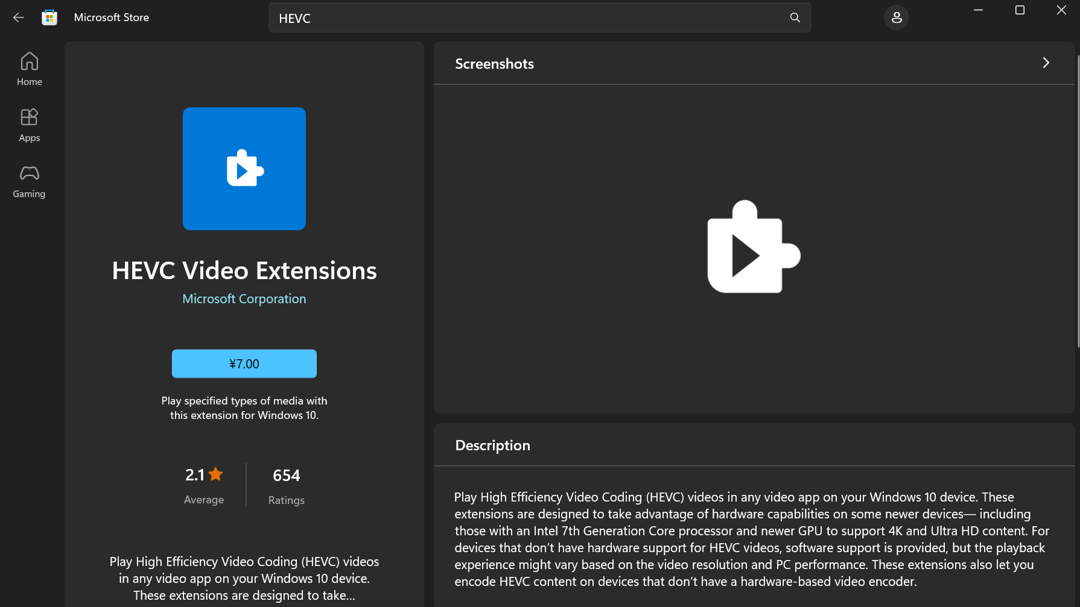 Microsoft Store
HEVC
Home
Apps
Gaming
HEVC Video Extensions
Microsoft Corporation
¥7.00
Play specified types of media with
this extension for Windows 10.
2.1
Average
654
Ratings
Play High Efficiency Video Coding (HEVC) videos
in any video app on your Windows 10 device.
These extensions are designed to take...
Screenshots
Description
Play High Efficiency Video Coding (HEVC) videos in any video app on your Windows 10 device. These
extensions are designed to take advantage of hardware capabilities on some newer devices— including
those with an Intel 7th Generation Core processor and newer GPU to support 4K and Ultra HD content. For
devices that don’t have hardware support for HEVC videos, software support is provided, but the playback
experience might vary based on the video resolution and PC performance. These extensions also let you
encode HEVC content on devices that don’t have a hardware-based video encoder.